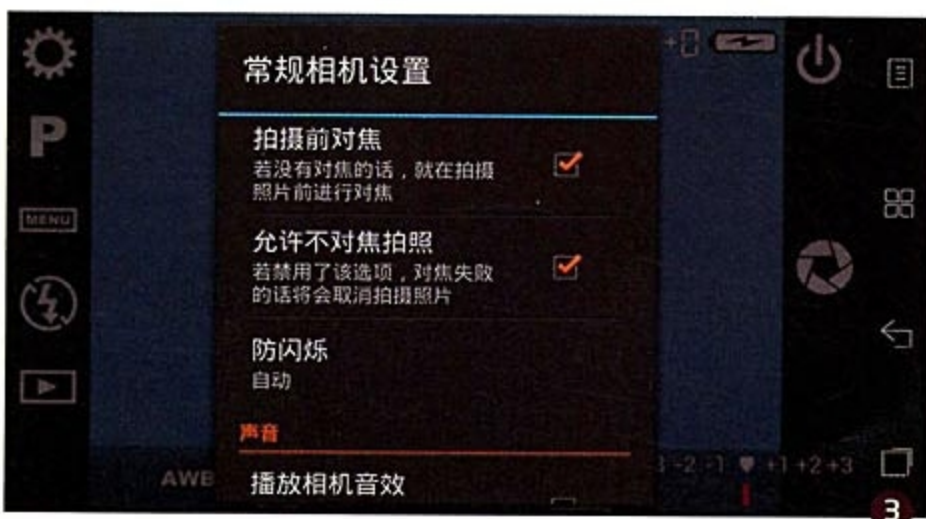 常规相机设置
拍摄前对焦
若没有对焦的话，就在拍摄
照片前进行对焦
允许不对焦拍照
若禁用了该选项，对焦失败
的话将会取消拍摄照片
防闪烁
自动
声音
播放相机音效
P
MENU
AWB
-2 -1 +1 +2 +3
3